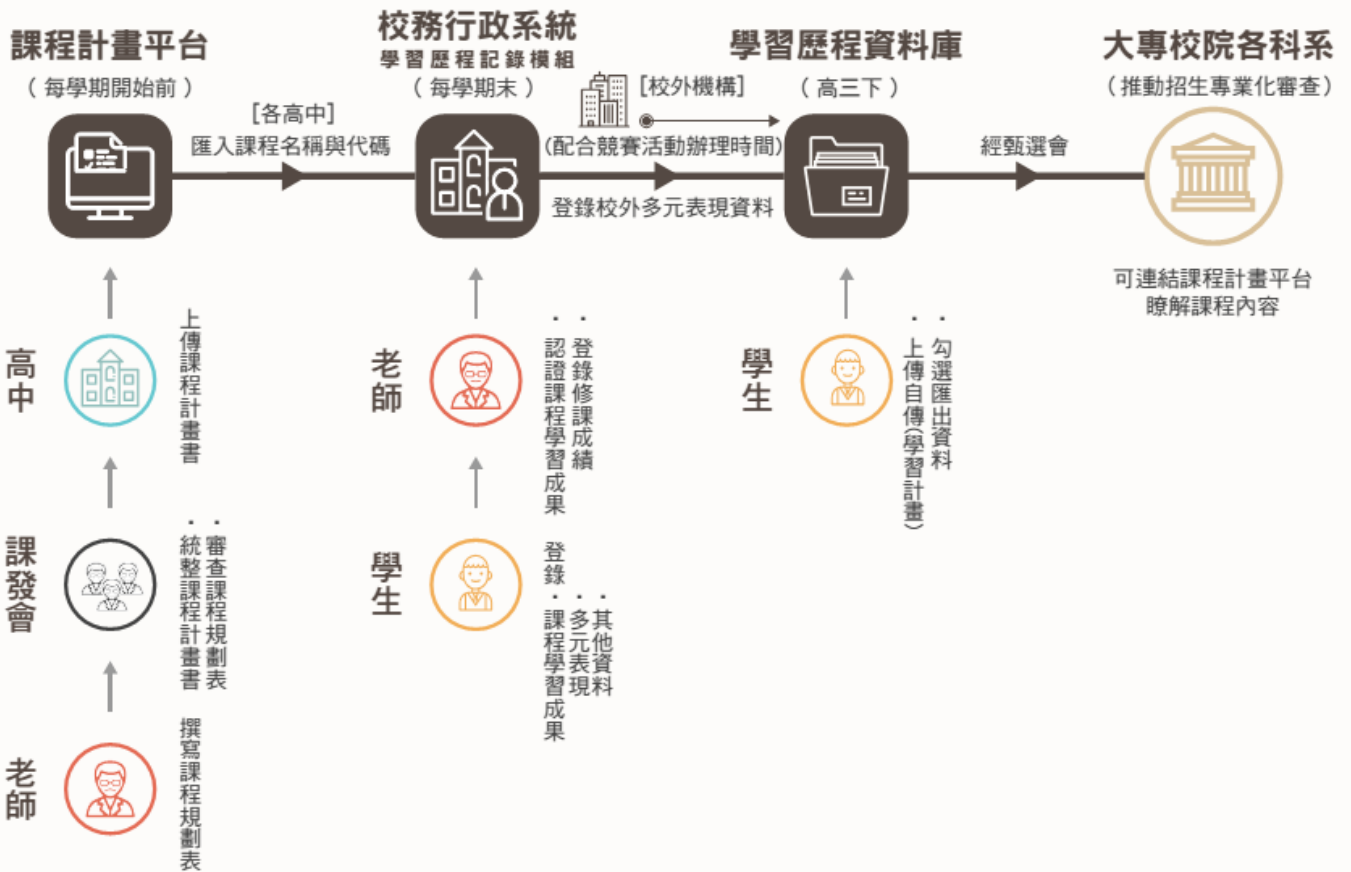 課程計畫平台
（每學期開始前）
[各高中]
匯入課程名稱與代碼
校務行政系統
學習歷程記錄模組
（每學期末）
[校外機構]
(配合競賽活動辦理時間)
登錄校外多元表現資料
學習歷程資料庫
（高三下）
經甄選會
大專校院各科系
（推動招生專業化審查）
可連結課程計畫平台
瞭解課程內容
高中
上傳課程計畫書
課發會
・審查課程規劃表
・統整課程計畫書
老師
撰寫課程規劃表
老師
・登錄修課成績
・認證課程學習成果
學生
登錄
・其他資料
・多元表現
・課程學習成果
學生
・勾選匯出資料
・上傳自傳(學習計畫)